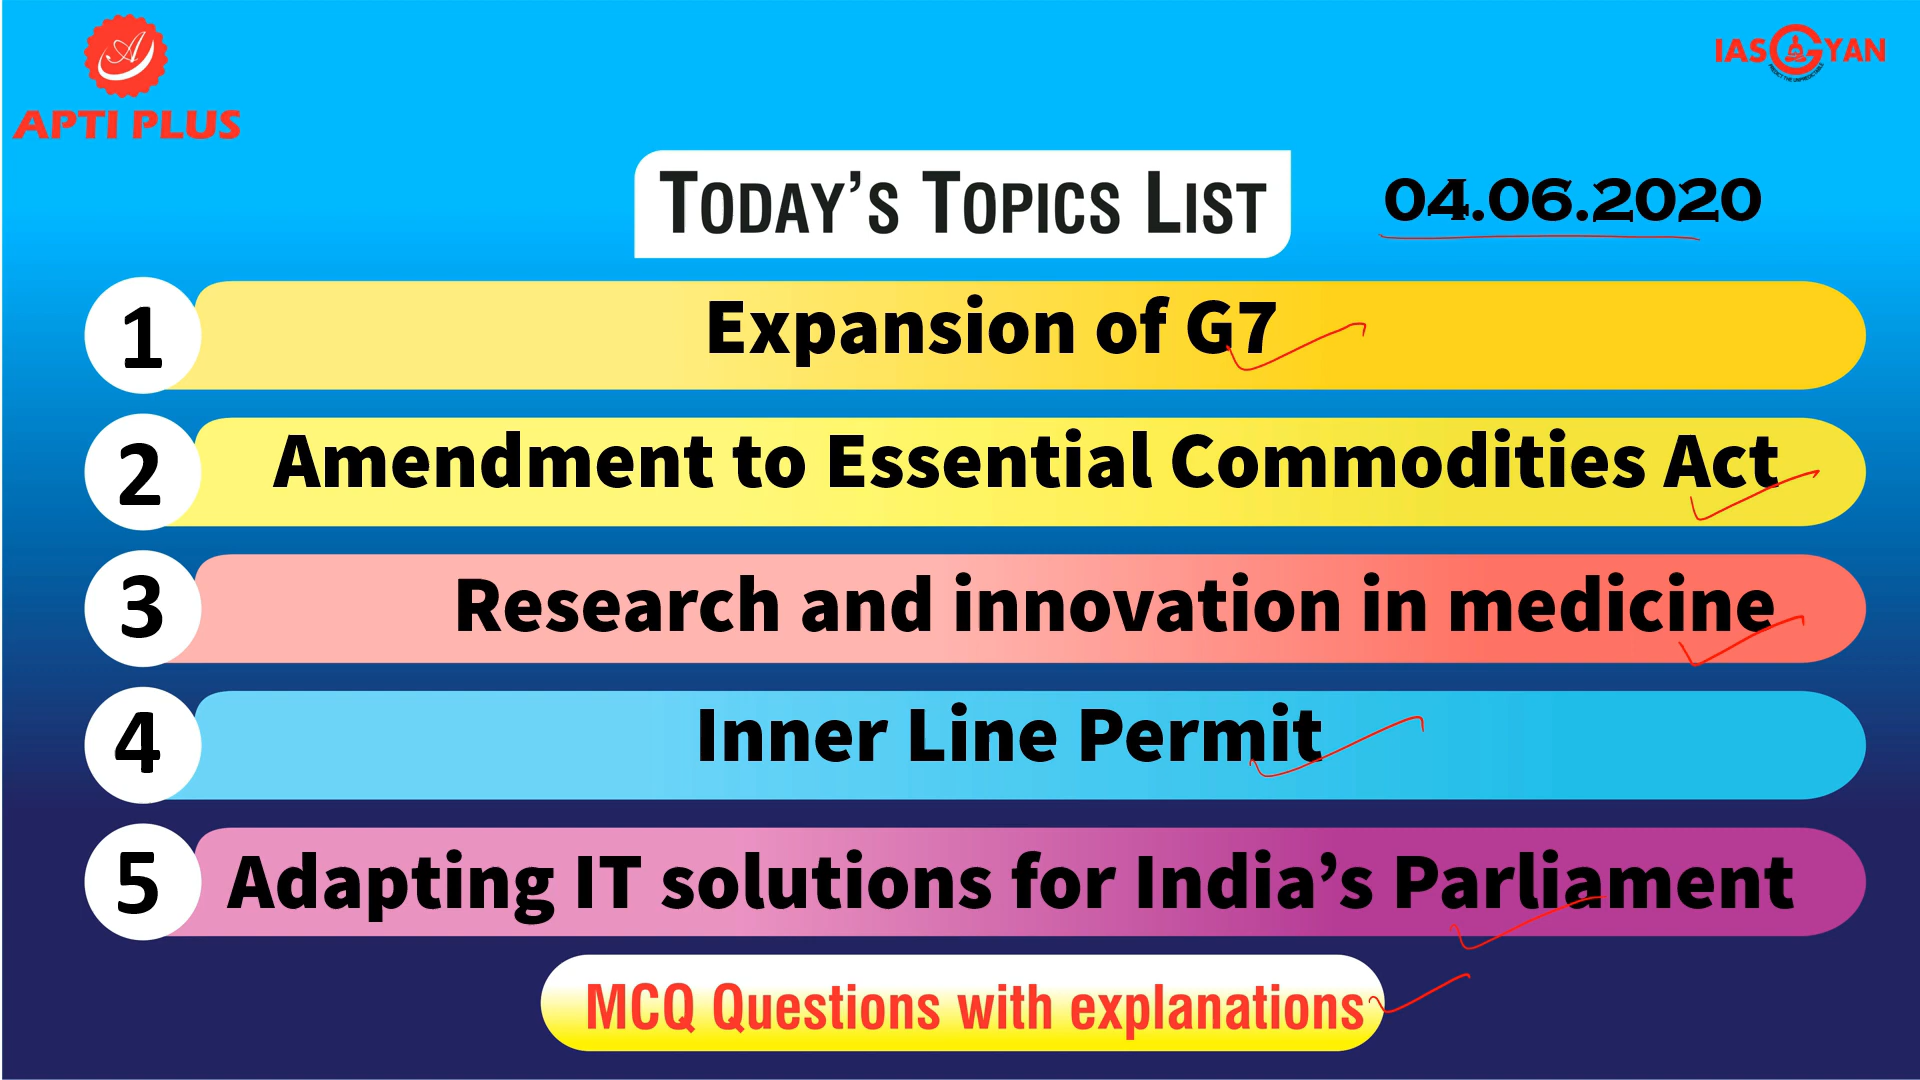 APTI PLUS
IASGYAN
TODAY'S TOPICS LIST
04.06.2020
1 Expansion of G7
2 Amendment to Essential Commodities Act
3 Research and innovation in medicine
4 Inner Line Permit
5 Adapting IT solutions for India's Parliament
MCQ Questions with explanations